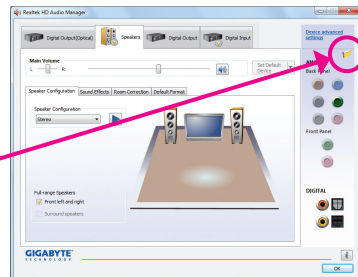 Realtek HD Audio Manager
Digital Output(Optical)
Speakers
Digital Output
Digital Input
Device advanced
settings
Main Volume
L
R
Set Default
Device
ANALOG
Back Panel
Speaker Configuration
Sound Effects
Room Correction
Default Format
Speaker Configuration
Stereo
Front Panel
Full-range Speakers
Front left and right
Surround speakers
DIGITAL
GIGABYTE
TECHNOLOGY
OK